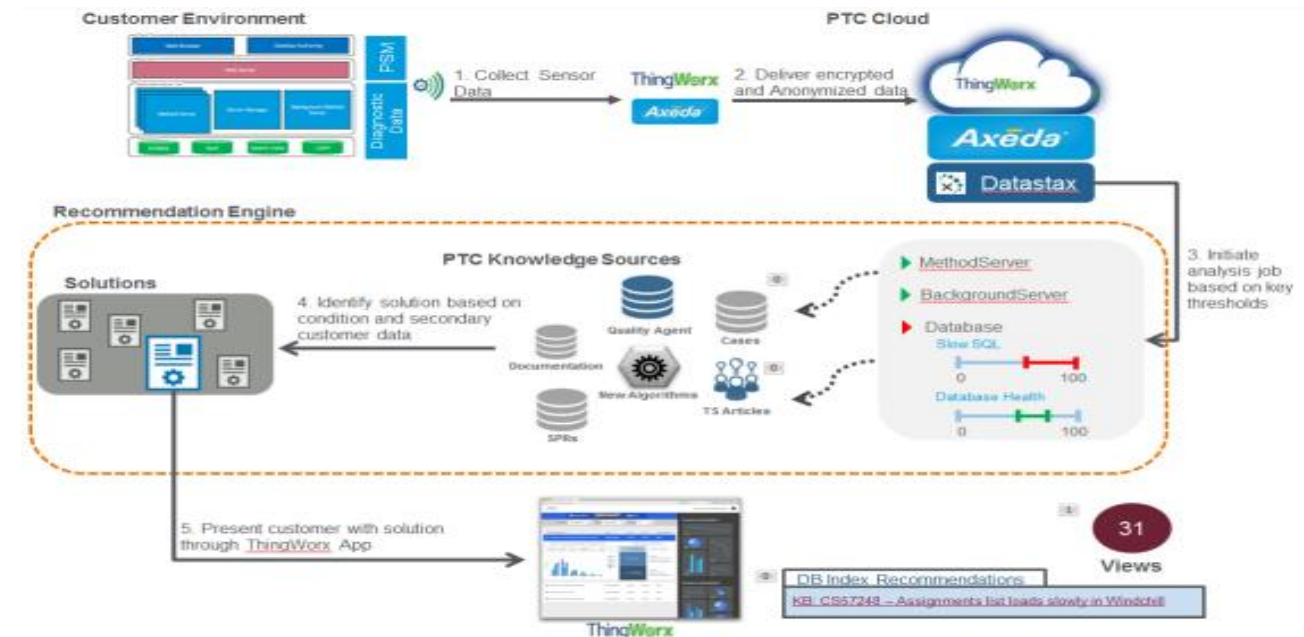 Customer Environment
PTC Cloud
PSM
Diagnostic
Data
1. Collect Sensor
Data
ThingWorx
Axeda
2. Deliver encrypted
and Anonymized data
ThingWorx
Axeda
Datastax
Recommendation Engine
3. Initiate
analysis job
based on key
thresholds
Solutions
4. Identify solution based on
condition and secondary
customer data
PTC Knowledge Sources
Quality Agent
Cases
Documentation
New Algorithms
TS Articles
SPRs
MethodServer
BackgroundServer
Database
Slow SQL
0 100
Database Health
0 100
5. Present customer with solution
through ThingWorx App
ThingWorx
31
Views
DB Index Recommendations
KB: CS57248 – Assignments list loads slowly in Windchill